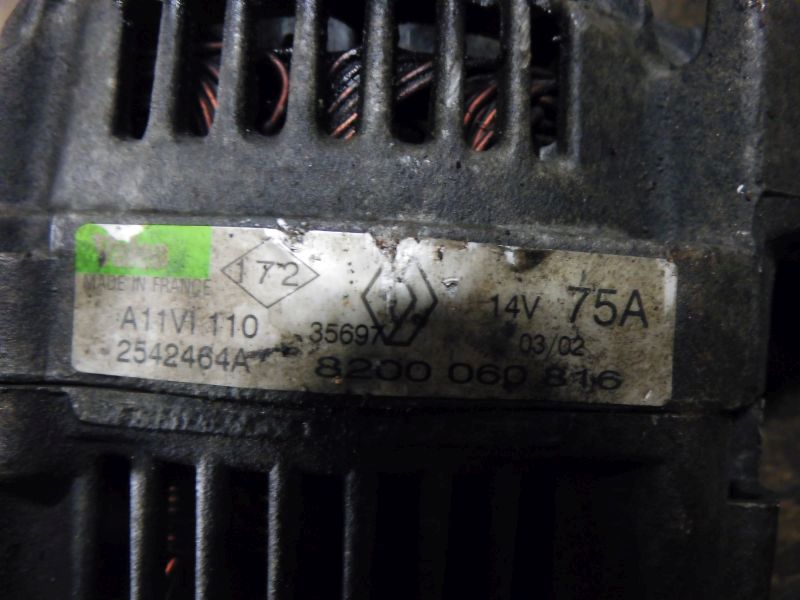 172
MADE IN FRANCE
A11VI 110
35697
14V 75A
03/02
2542464A
8200 060 816